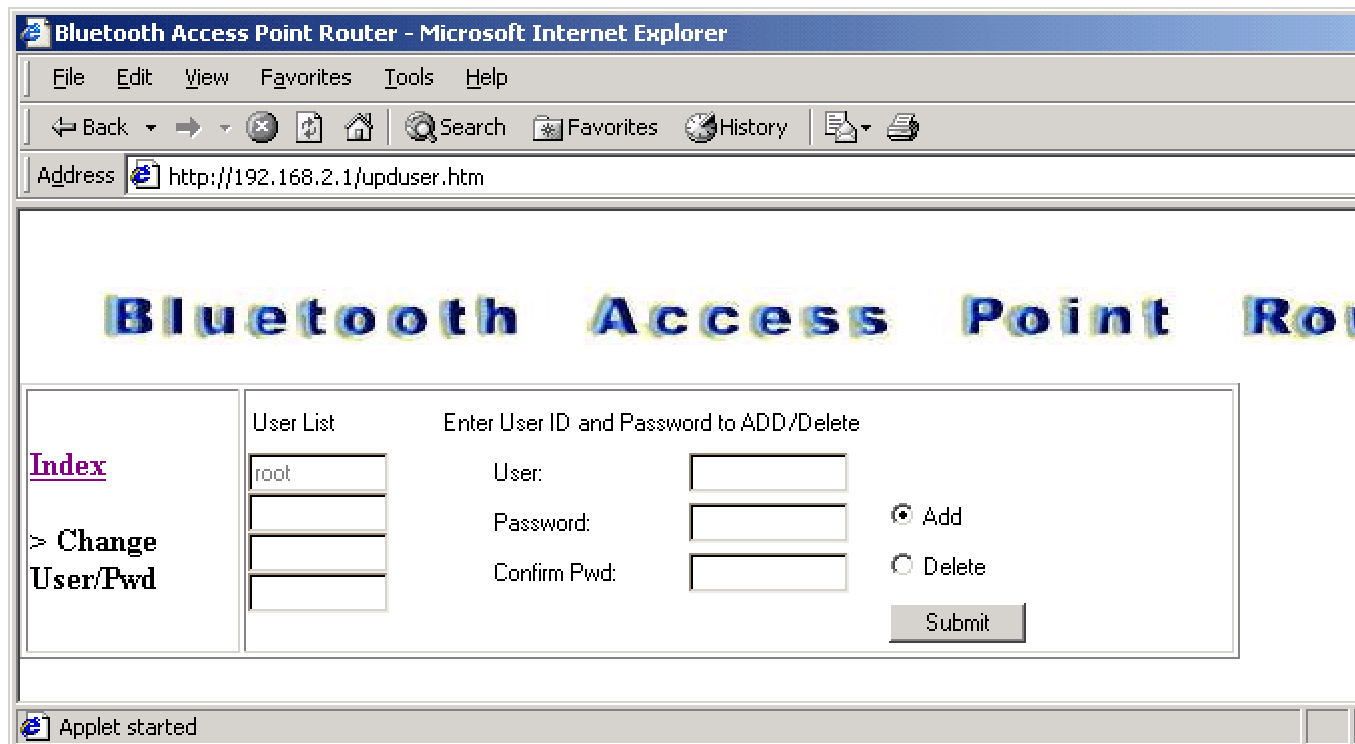 Bluetooth Access Point Router - Microsoft Internet Explorer
File Edit View Favorites Tools Help
Back Search Favorites History
Address http://192.168.2.1/upduser.htm
Bluetooth Access Point Rou
User List Enter User ID and Password to ADD/Delete
Index
root User:
Password: Add
> Change
User/Pwd
Confirm Pwd: Delete
Submit
Applet started